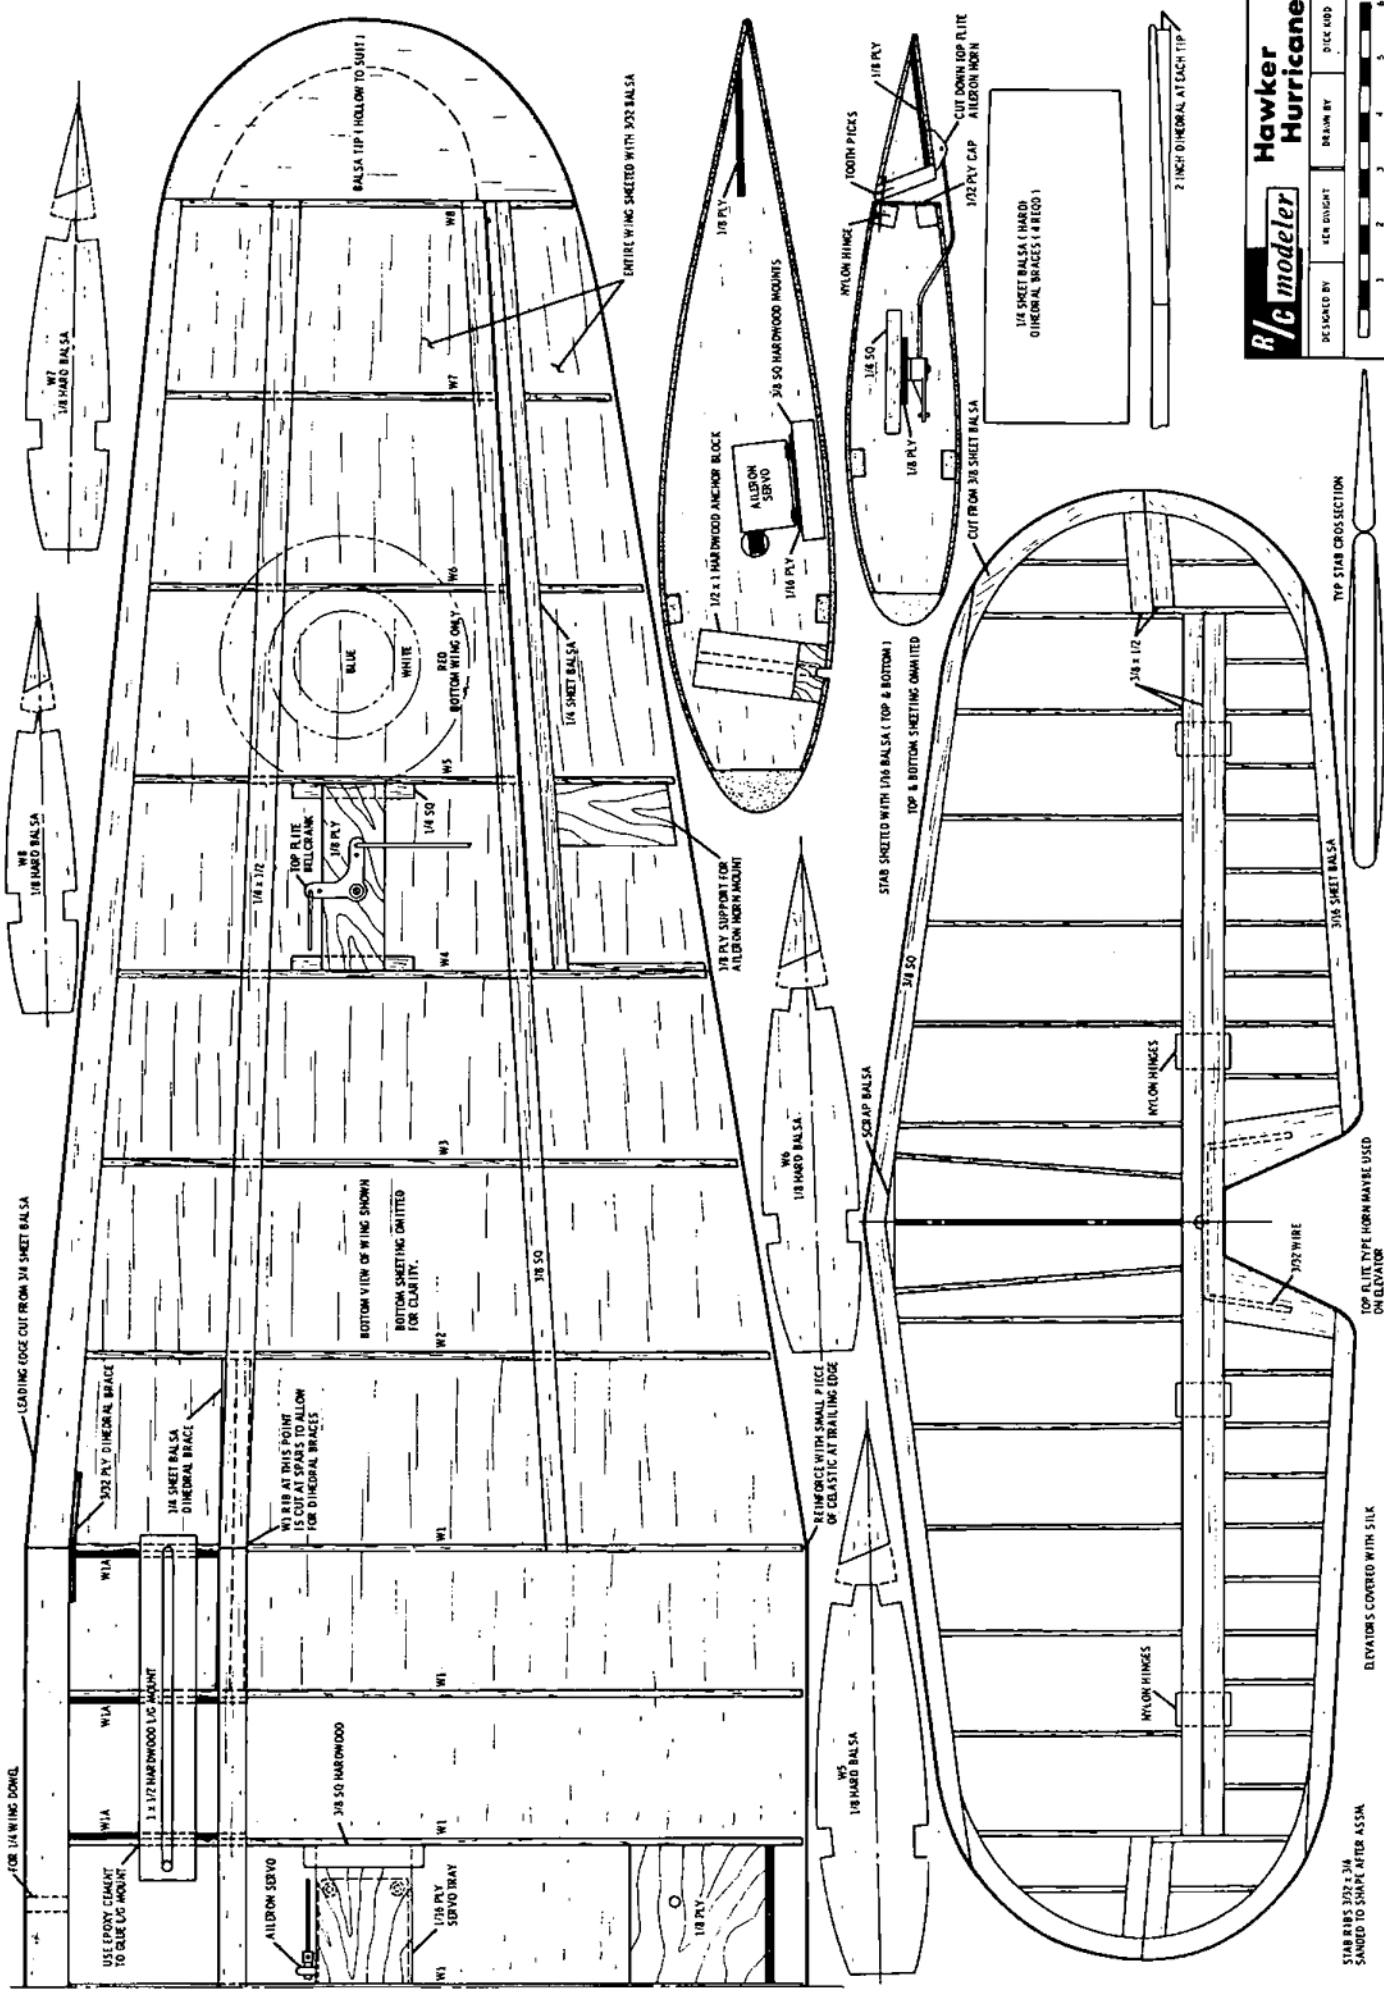 W8
1/8 HARD BALSA
W7
1/8 HARD BALSA
LEADING EDGE CUT FROM 3/4 SHEET BALSA
FOR 1/4 WING DOWEL
USE EPOXY CEMENT
TO GLUE L/G MOUNT
W1A
W1A
W1A
1 x 1/2 HARDWOOD L/G MOUNT
3/32 PLY DIHEDRAL BRACE
1/4 SHEET BALSA
DIHEDRAL BRACE
W1 RIB AT THIS POINT
IS CUT AT SPARS TO ALLOW
FOR DIHEDRAL BRACES
AILERON SERVO
3/8 SQ HARDWOOD
1/16 PLY
SERVO TRAY
1/8 PLY
W1
W1
W1
W1
W2
W3
W4
W5
W6
W7
W8
BOTTOM VIEW OF WING SHOWN
BOTTOM SHEETING OMITTED
FOR CLARITY.
3/8 SQ
1/4 x 1/2
TOP FLITE
BELLCRANK
1/8 PLY
1/4 SQ
BLUE
WHITE
RED
BOTTOM WING ONLY
1/4 SHEET BALSA
BALSA TIP ( HOLLOW TO SUIT )
ENTIRE WING SHEETED WITH 3/32 BALSA
1/8 PLY SUPPORT FOR
AILERON HORN MOUNT
REINFORCE WITH SMALL PIECE
OF CELASTIC AT TRAILING EDGE
1/2 x 1 HARDWOOD ANCHOR BLOCK
AILERON
SERVO
1/16 PLY
3/8 SQ HARDWOOD MOUNTS
1/8 PLY
W5
1/8 HARD BALSA
W6
1/8 HARD BALSA
NYLON HINGE
TOOTH PICKS
1/8 PLY
1/4 SQ
1/8 PLY
CUT DOWN TOP FLITE
AILERON HORN
1/32 PLY CAP
1/4 SHEET BALSA ( HARD)
DIHEDRAL BRACES ( 4 REQD )
2 INCH DIHEDRAL AT EACH TIP
SCRAP BALSA
3/8 SQ
STAB SHEETED WITH 1/16 BALSA ( TOP & BOTTOM )
TOP & BOTTOM SHEETING OMMITED
CUT FROM 3/8 SHEET BALSA
3/8 x 1/2
NYLON HINGES
NYLON HINGES
3/32 WIRE
3/16 SHEET BALSA
TYP STAB CROSSECTION
STAB RIBS 3/32 x 3/8
SANDED TO SHAPE AFTER ASSM.
ELEVATORS COVERED WITH SILK
TOP FLITE TYPE HORN MAYBE USED
ON ELEVATOR
R/C modeler
Hawker
Hurricane
DESIGNED BY
KEN DWIGHT
DRAWN BY
DICK KIDD
1 2 3 4 5 6